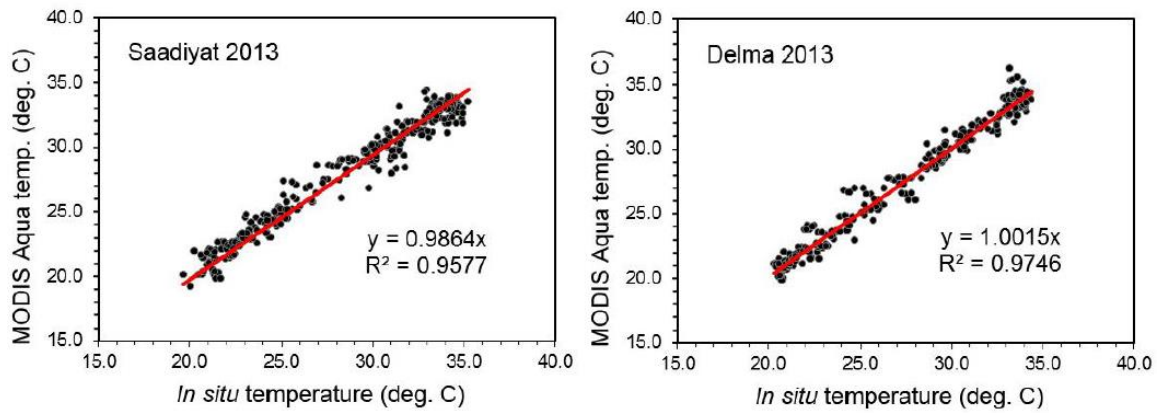 40.0
35.0
30.0
25.0
20.0
15.0
MODIS Aqua temp. (deg. C)
Saadiyat 2013
y = 0.9864x
R² = 0.9577
15.0 20.0 25.0 30.0 35.0 40.0
In situ temperature (deg. C)
40.0
35.0
30.0
25.0
20.0
15.0
MODIS Aqua temp. (deg. C)
Delma 2013
y = 1.0015x
R² = 0.9746
15.0 20.0 25.0 30.0 35.0 40.0
In situ temperature (deg. C)